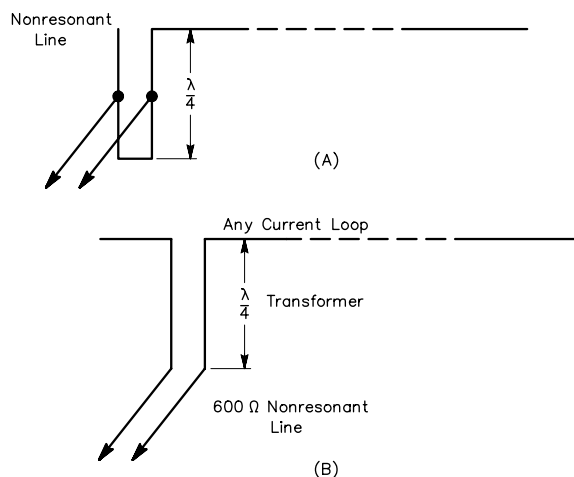 Nonresonant
Line
λ
4
(A)
Any Current Loop
λ
4
Transformer
600 Ω Nonresonant
Line
(B)